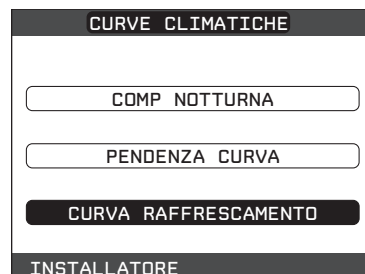 CURVE CLIMATICHE
COMP NOTTURNA
PENDENZA CURVA
CURVA RAFFRESCAMENTO
INSTALLATORE